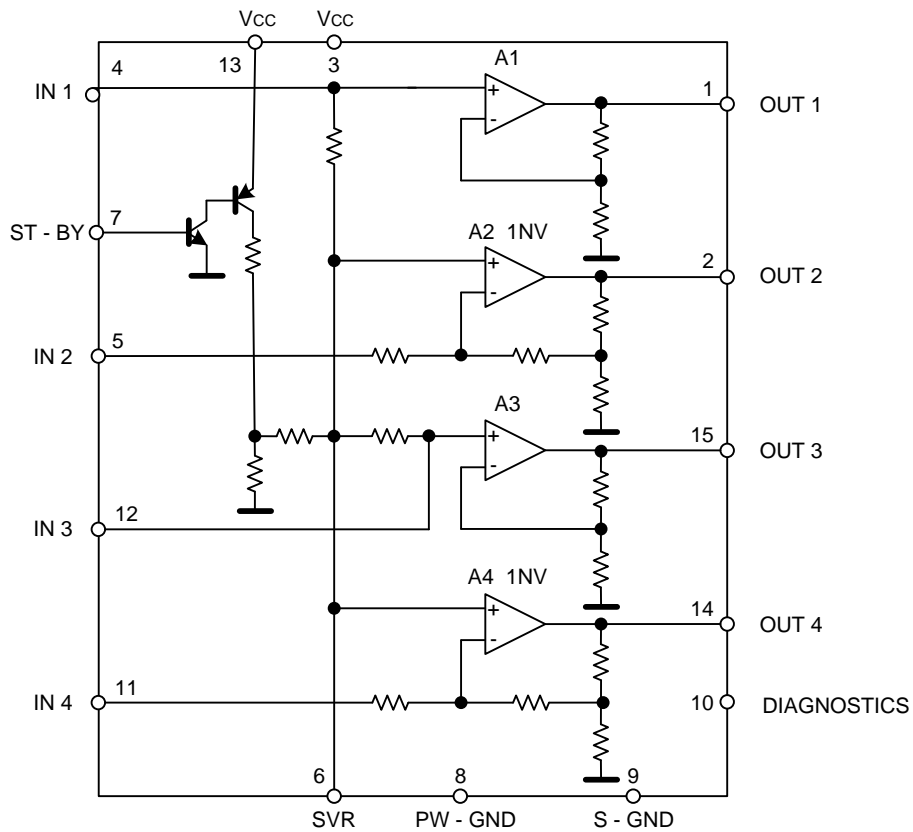 VCC VCC
4 13 3 A1
IN 1 + - 1 OUT 1
7 A2 1NV
ST - BY + - 2 OUT 2
5
IN 2
A3
+ - 15 OUT 3
12
IN 3 A4 1NV
+ - 14 OUT 4
11
IN 4 10 DIAGNOSTICS
6 8 9
SVR PW - GND S - GND